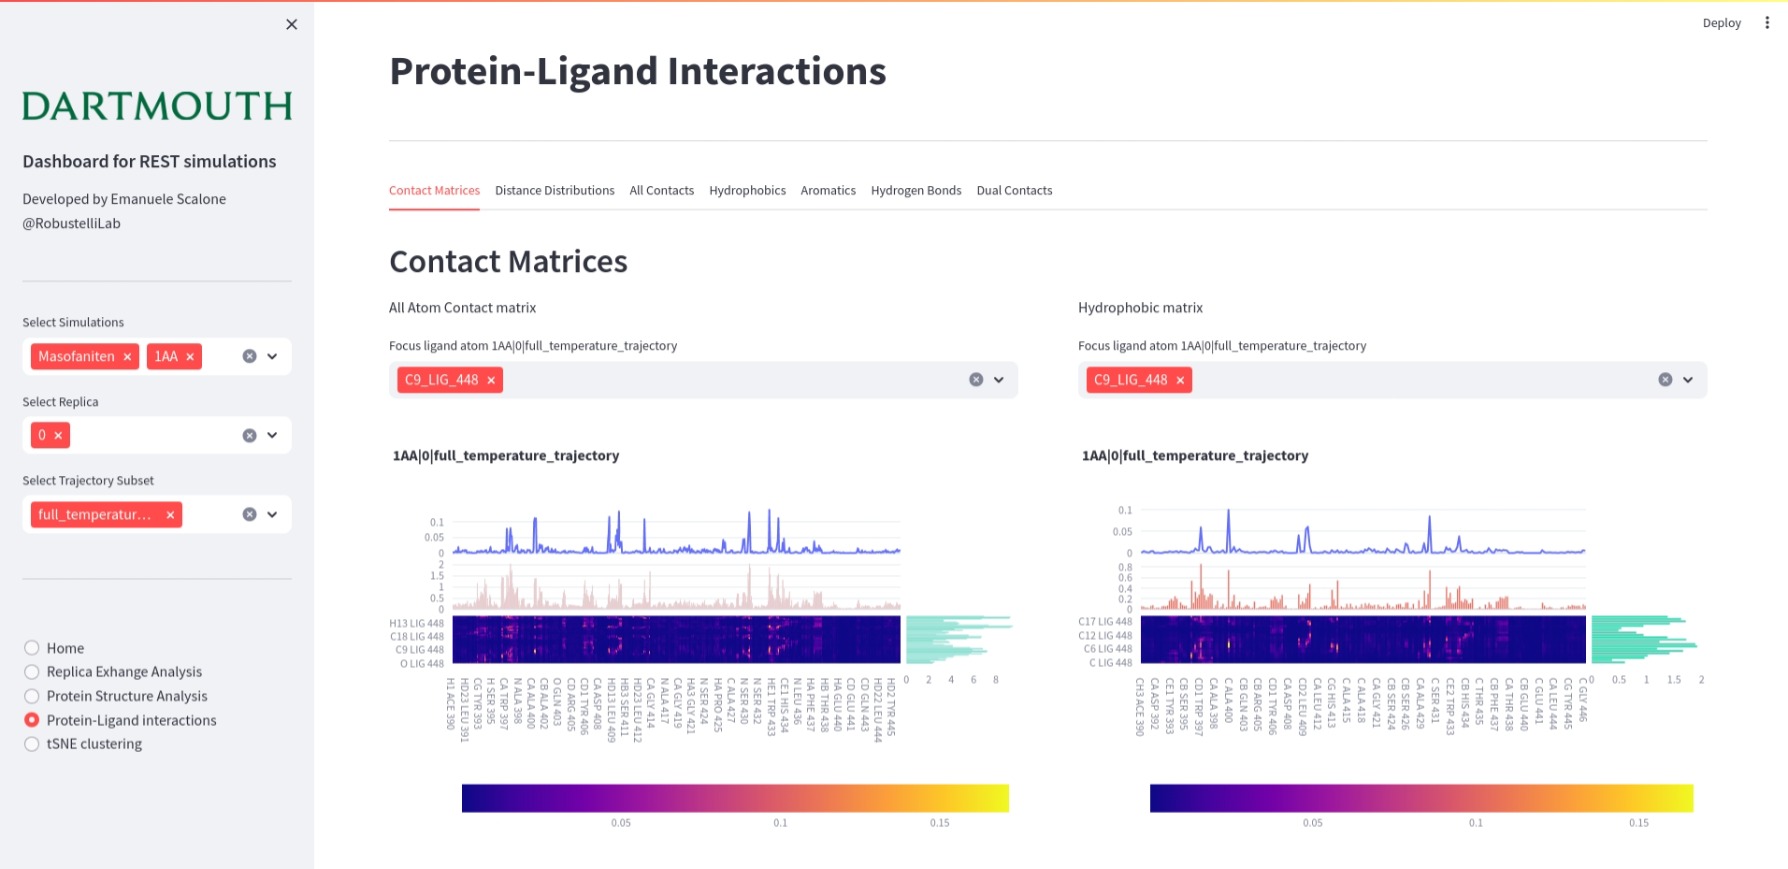 Deploy
DARTMOUTH
Dashboard for REST simulations
Developed by Emanuele Scalone
@RobustelliLab
Select Simulations
Masofaniten × 1AA ×
Select Replica
0 ×
Select Trajectory Subset
full_temperatur... ×
Home
Replica Exhange Analysis
Protein Structure Analysis
Protein-Ligand interactions
tSNE clustering
Protein-Ligand Interactions
Contact Matrices Distance Distributions All Contacts Hydrophobics Aromatics Hydrogen Bonds Dual Contacts
Contact Matrices
All Atom Contact matrix
Focus ligand atom 1AA|0|full_temperature_trajectory
C9_LIG_448 ×
1AA|0|full_temperature_trajectory
0.1
0.05
0
2
1.5
1
0.5
0
H13 LIG 448
C18 LIG 448
C9 LIG 448
O LIG 448
0 2 4 6 8
H1 ACE 390
HD23 LEU 391
CG TYR 393
H SER 395
CA TRP 397
N ALA 398
CA ALA 400
CB ALA 402
O GLN 403
CD ARG 405
CD1 TYR 406
CA ASP 408
HD13 LEU 409
HB3 SER 411
HD23 LEU 412
CA GLY 414
N ALA 417
CA GLY 419
HA3 GLY 421
N SER 424
HA PRO 425
C ALA 427
N SER 430
N SER 432
HE1 TRP 433
CE1 HIS 434
N LEU 436
HA PHE 437
HB THR 438
HA GLU 440
CD GLU 441
CD GLN 443
HD22 LEU 444
HD2 TYR 445
0.05 0.1 0.15
Hydrophobic matrix
Focus ligand atom 1AA|0|full_temperature_trajectory
C9_LIG_448 ×
1AA|0|full_temperature_trajectory
0.1
0.05
0
0.8
0.6
0.4
0.2
0
C17 LIG 448
C12 LIG 448
C6 LIG 448
C LIG 448
0 0.5 1 1.5 2
CH3 ACE 390
CA ASP 392
CE1 TYR 393
CB SER 395
CD1 TRP 397
CA ALA 398
C ALA 400
CB GLN 403
CB ARG 405
CD1 TYR 406
CA ASP 408
CD2 LEU 409
CA LEU 412
CG HIS 413
CA ALA 415
C ALA 418
CA GLY 421
CB SER 424
CB SER 426
CA ALA 429
C SER 431
CE2 TRP 433
CB HIS 434
C THR 435
CB PHE 437
CA THR 438
CB GLU 440
C GLU 441
CA LEU 444
CG TYR 445
C GLY 446
0.05 0.1 0.15